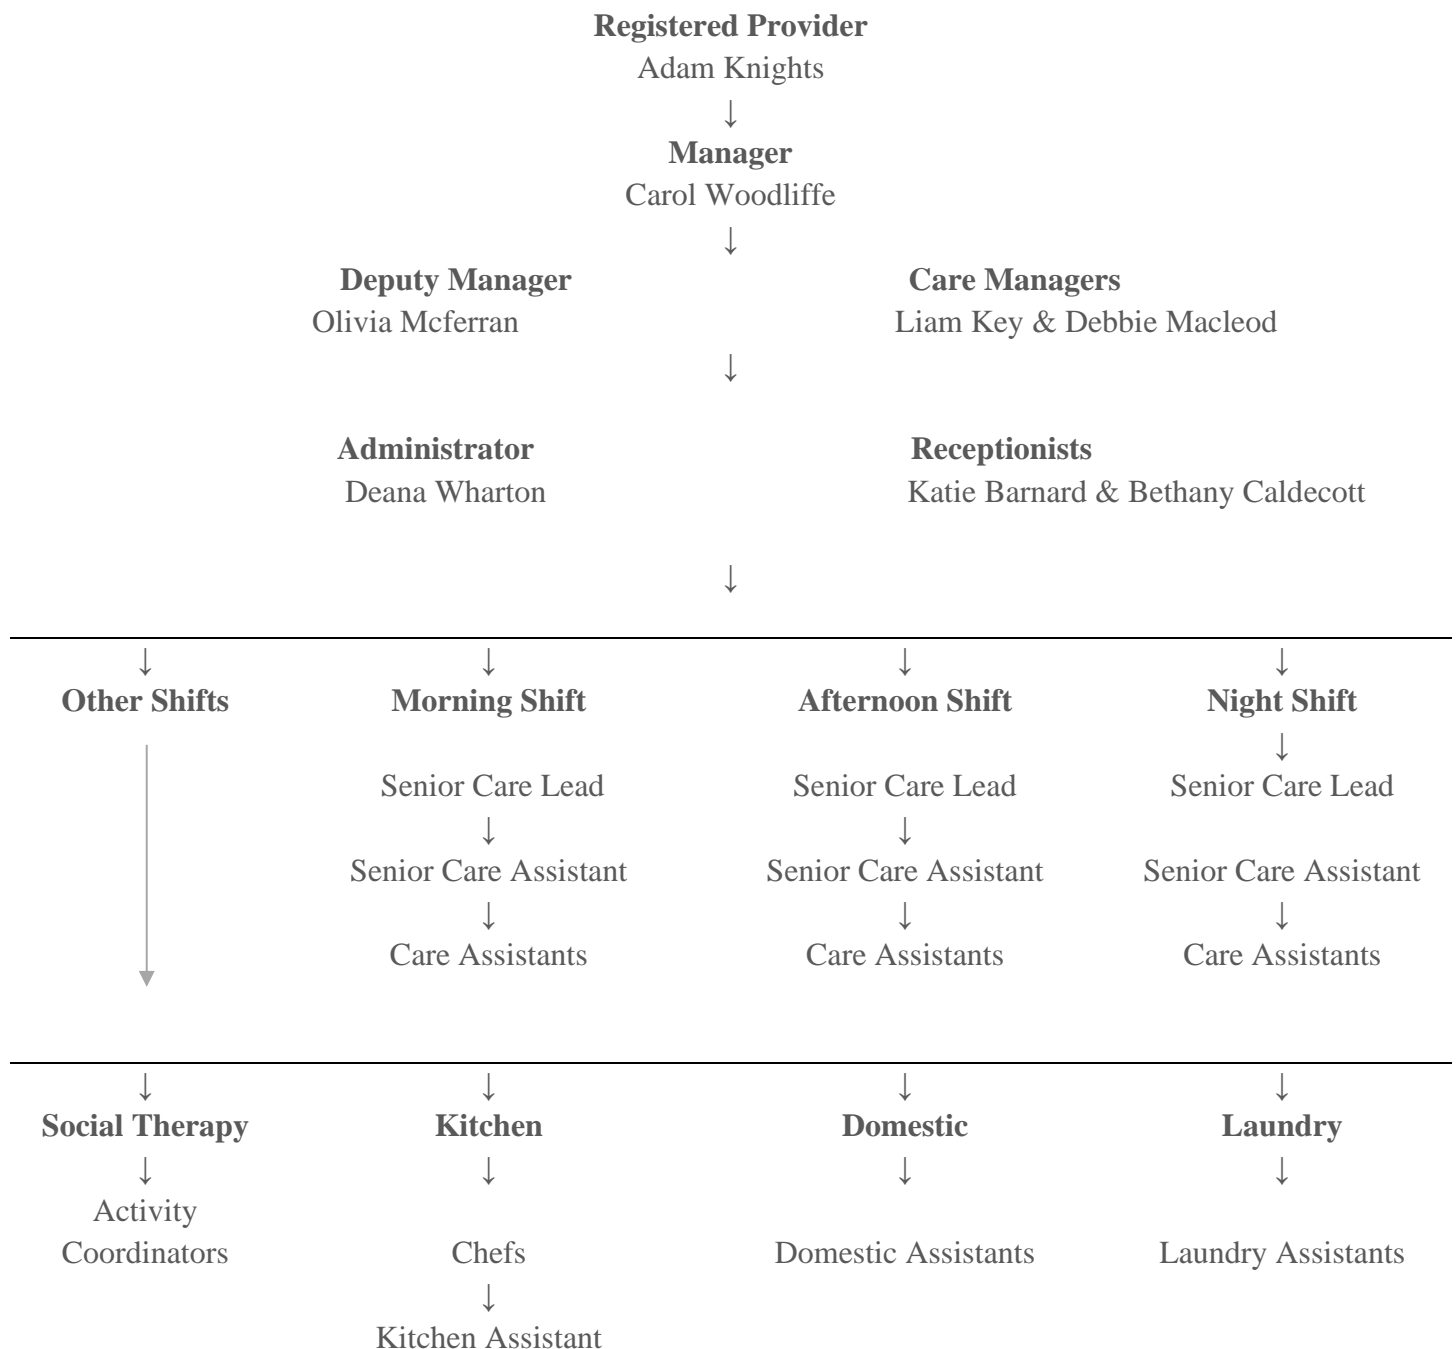 Registered Provider
Adam Knights
↓
Manager
Carol Woodliffe
↓
Deputy Manager Care Managers
Olivia Mcferran Liam Key & Debbie Macleod
↓
Administrator Receptionists
Deana Wharton Katie Barnard & Bethany Caldecott
↓
↓ ↓ ↓ ↓
Other Shifts Morning Shift Afternoon Shift Night Shift
↓
Senior Care Lead Senior Care Lead Senior Care Lead
↓ ↓
Senior Care Assistant Senior Care Assistant Senior Care Assistant
↓ ↓ ↓
Care Assistants Care Assistants Care Assistants
↓ ↓ ↓ ↓
Social Therapy Kitchen Domestic Laundry
↓ ↓ ↓ ↓
Activity
Coordinators Chefs Domestic Assistants Laundry Assistants
↓
Kitchen Assistant